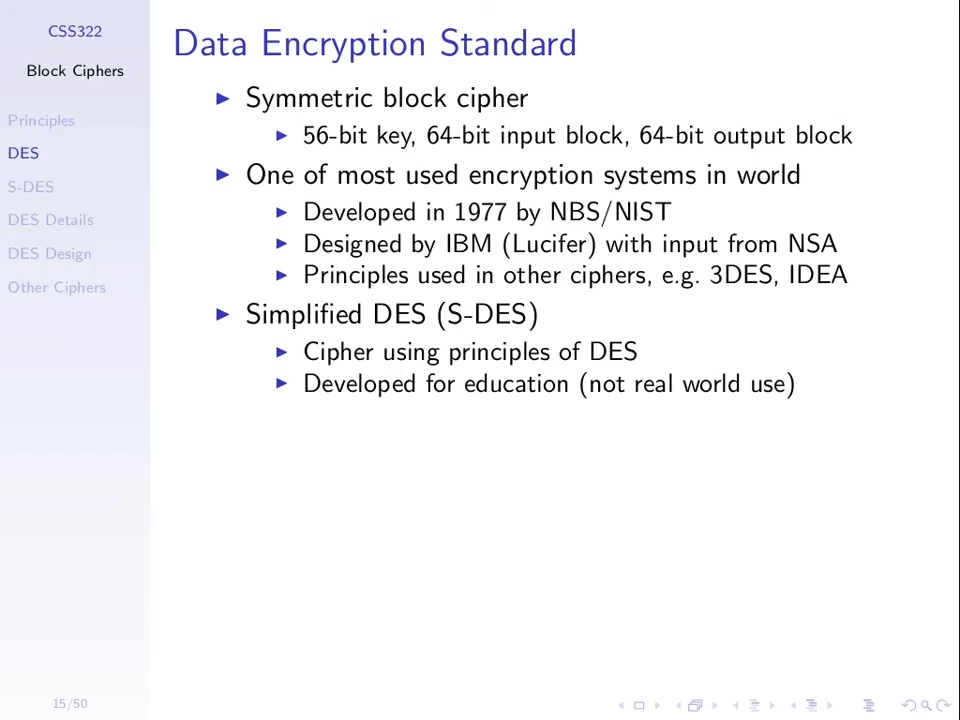 CSS322
Block Ciphers
Principles
DES
S-DES
DES Details
DES Design
Other Ciphers
15/50
Data Encryption Standard
Symmetric block cipher
56-bit key, 64-bit input block, 64-bit output block
One of most used encryption systems in world
Developed in 1977 by NBS/NIST
Designed by IBM (Lucifer) with input from NSA
Principles used in other ciphers, e.g. 3DES, IDEA
Simplified DES (S-DES)
Cipher using principles of DES
Developed for education (not real world use)